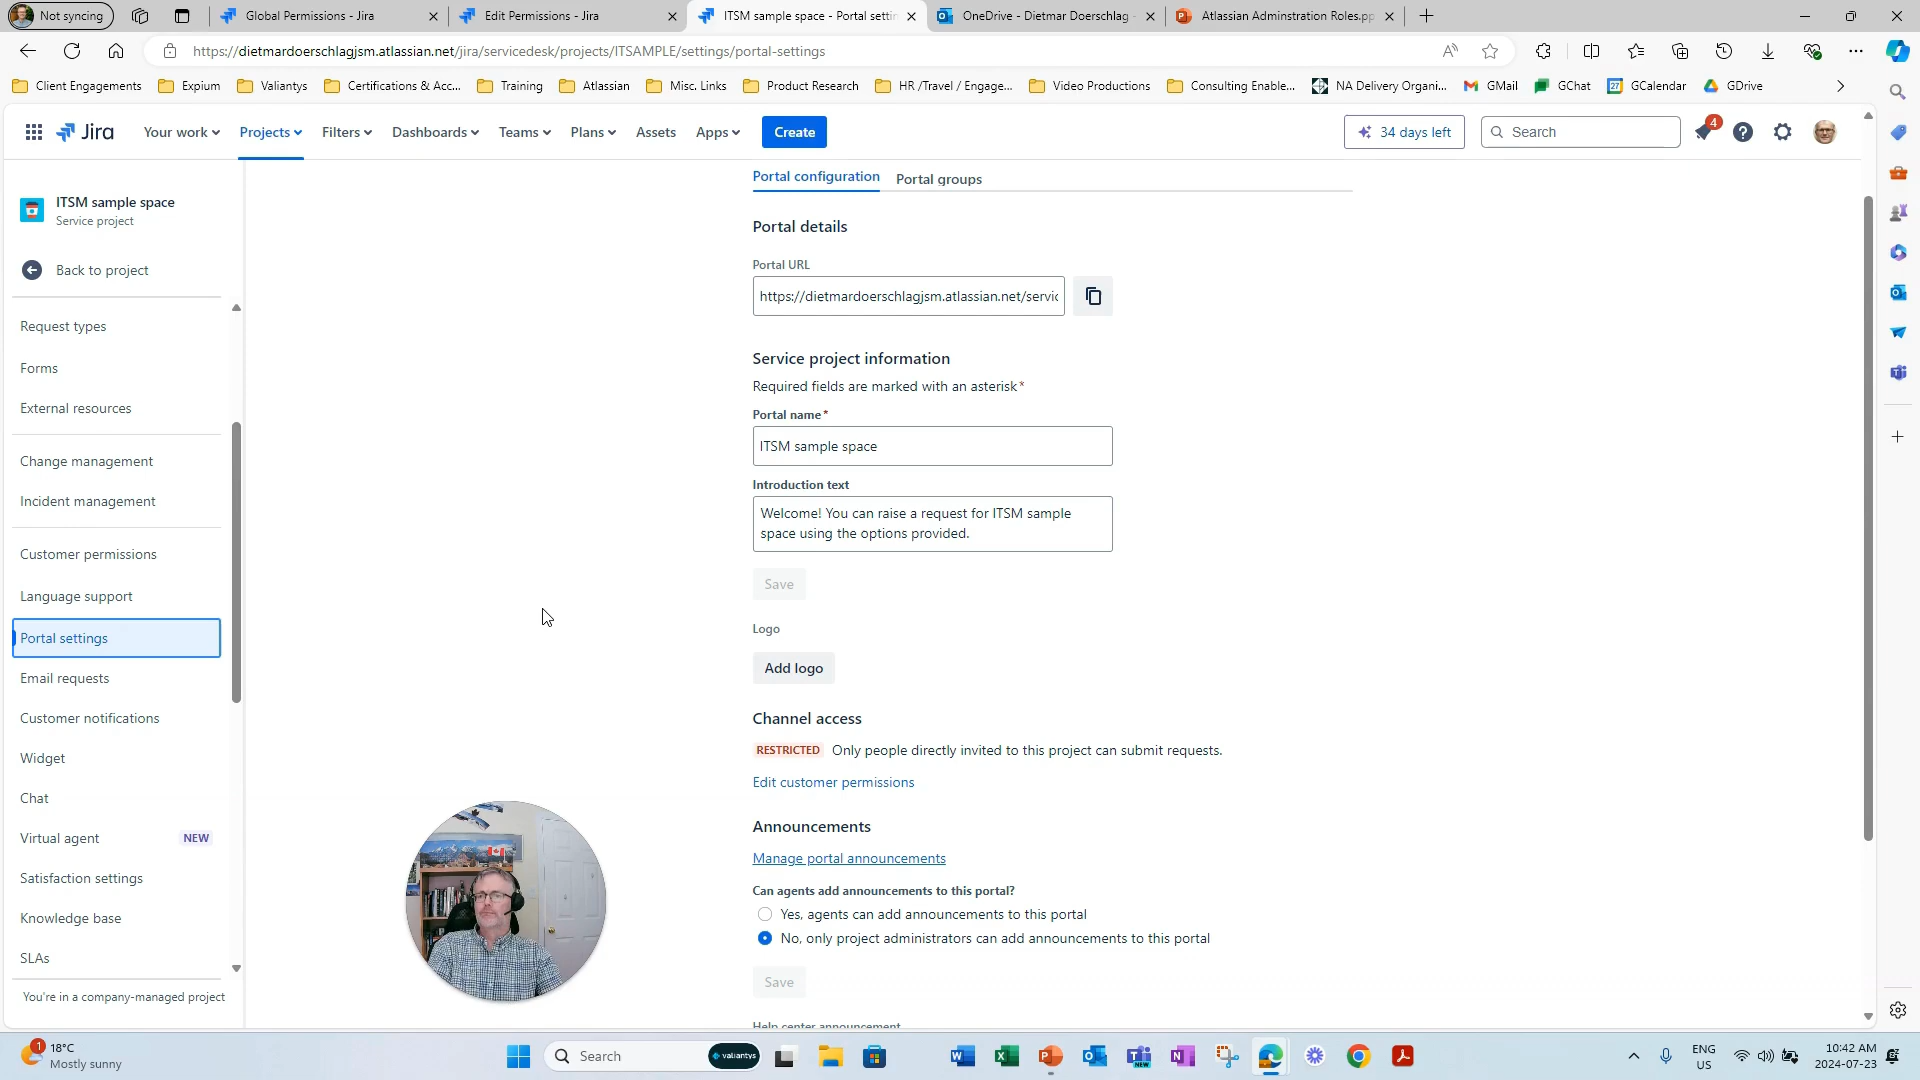 Not syncing
Global Permissions - Jira
Edit Permissions - Jira
ITSM sample space - Portal settin
OneDrive - Dietmar Doerschlag -
Atlassian Adminstration Roles.pp
https://dietmardoerschlagjsm.atlassian.net/jira/servicedesk/projects/ITSAMPLE/settings/portal-settings
Client Engagements
Expium
Valiantys
Certifications & Acc...
Training
Atlassian
Misc. Links
Product Research
HR /Travel / Engage...
Video Productions
Consulting Enable...
NA Delivery Organi...
GMail
GChat
27
GCalendar
GDrive
Jira
Your work
Projects
Filters
Dashboards
Teams
Plans
Assets
Apps
Create
34 days left
Search
4
ITSM sample space
Service project
Back to project
Request types
Forms
External resources
Change management
Incident management
Customer permissions
Language support
Portal settings
Email requests
Customer notifications
Widget
Chat
Virtual agent
NEW
Satisfaction settings
Knowledge base
SLAs
You're in a company-managed project
Portal configuration
Portal groups
Portal details
Portal URL
https://dietmardoerschlagjsm.atlassian.net/servic
Service project information
Required fields are marked with an asterisk*
Portal name*
ITSM sample space
Introduction text
Welcome! You can raise a request for ITSM sample
space using the options provided.
Save
Logo
Add logo
Channel access
RESTRICTED Only people directly invited to this project can submit requests.
Edit customer permissions
Announcements
Manage portal announcements
Can agents add announcements to this portal?
Yes, agents can add announcements to this portal
No, only project administrators can add announcements to this portal
Save
Help center announcement
1
18°C
Mostly sunny
Search
valiantys
NEW
ENG
US
10:42 AM
2024-07-23